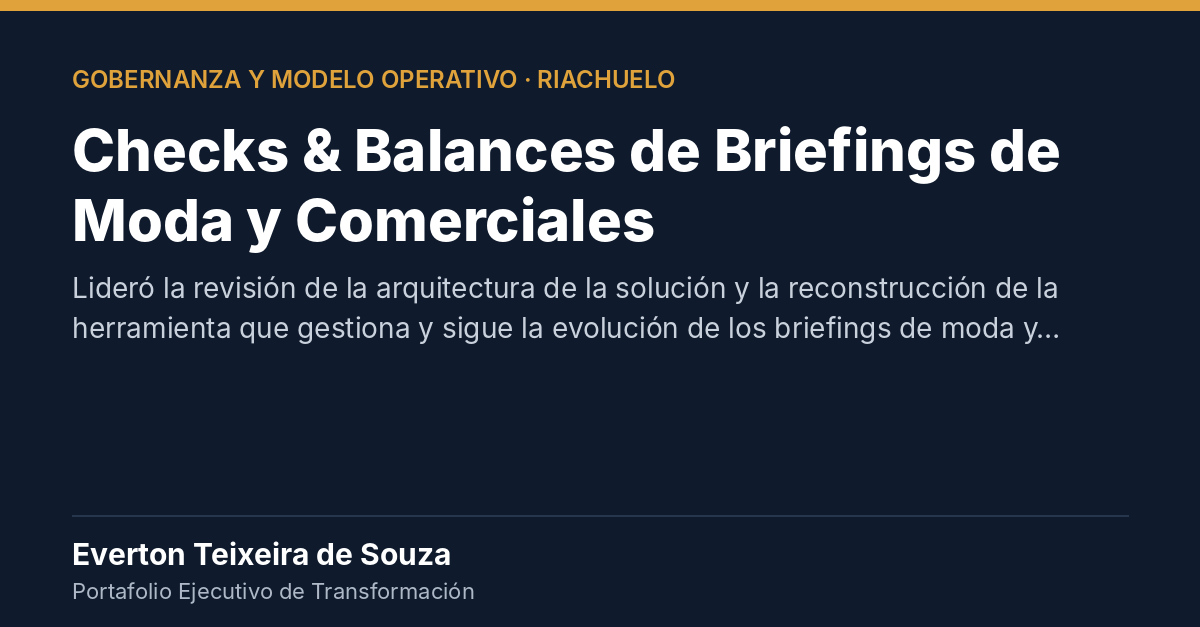 GOBERNANZA Y MODELO OPERATIVO · RIACHUELO
Checks & Balances de Briefings de
Moda y Comerciales
Lideró la revisión de la arquitectura de la solución y la reconstrucción de la
herramienta que gestiona y sigue la evolución de los briefings de moda y...
Everton Teixeira de Souza
Portafolio Ejecutivo de Transformación